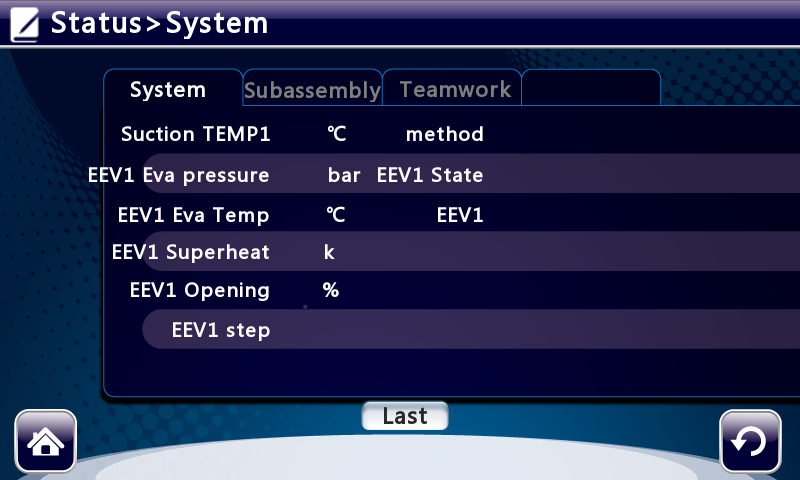 Status>System
System Subassembly Teamwork
Suction TEMP1 ℃ method
EEV1 Eva pressure bar EEV1 State
EEV1 Eva Temp ℃ EEV1
EEV1 Superheat k
EEV1 Opening %
EEV1 step
Last